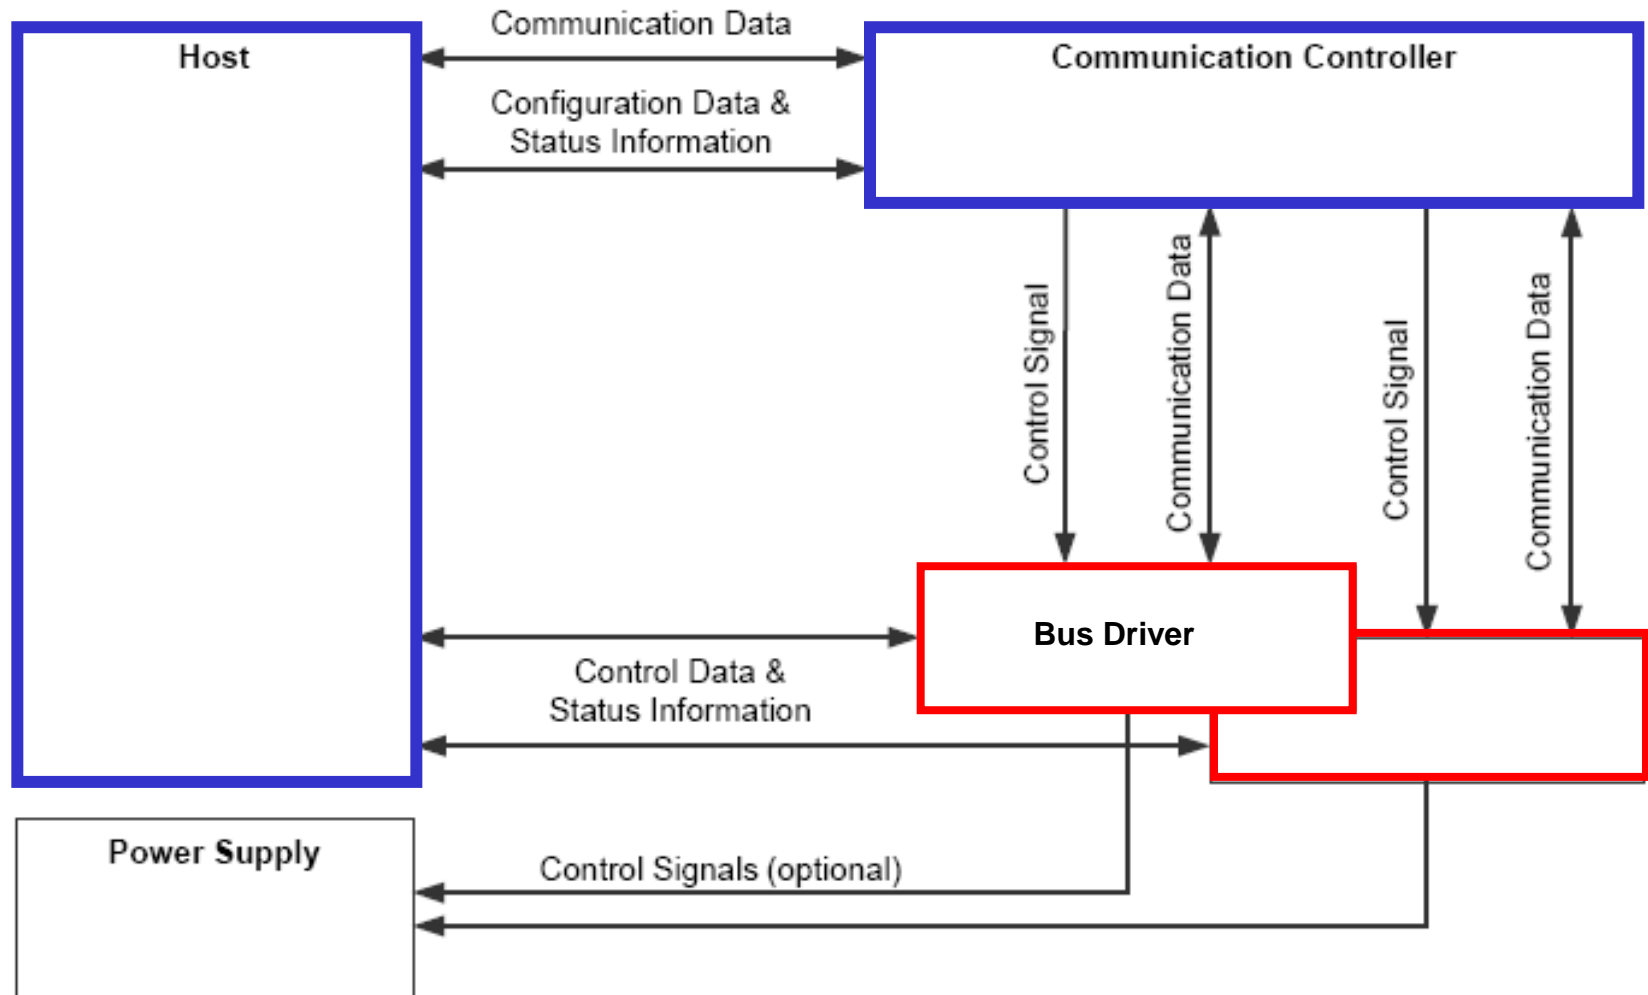 Communication Data
Host
Communication Controller
Configuration Data &
Status Information
Control Signal
Communication Data
Control Signal
Communication Data
Bus Driver
Control Data &
Status Information
Power Supply
Control Signals (optional)